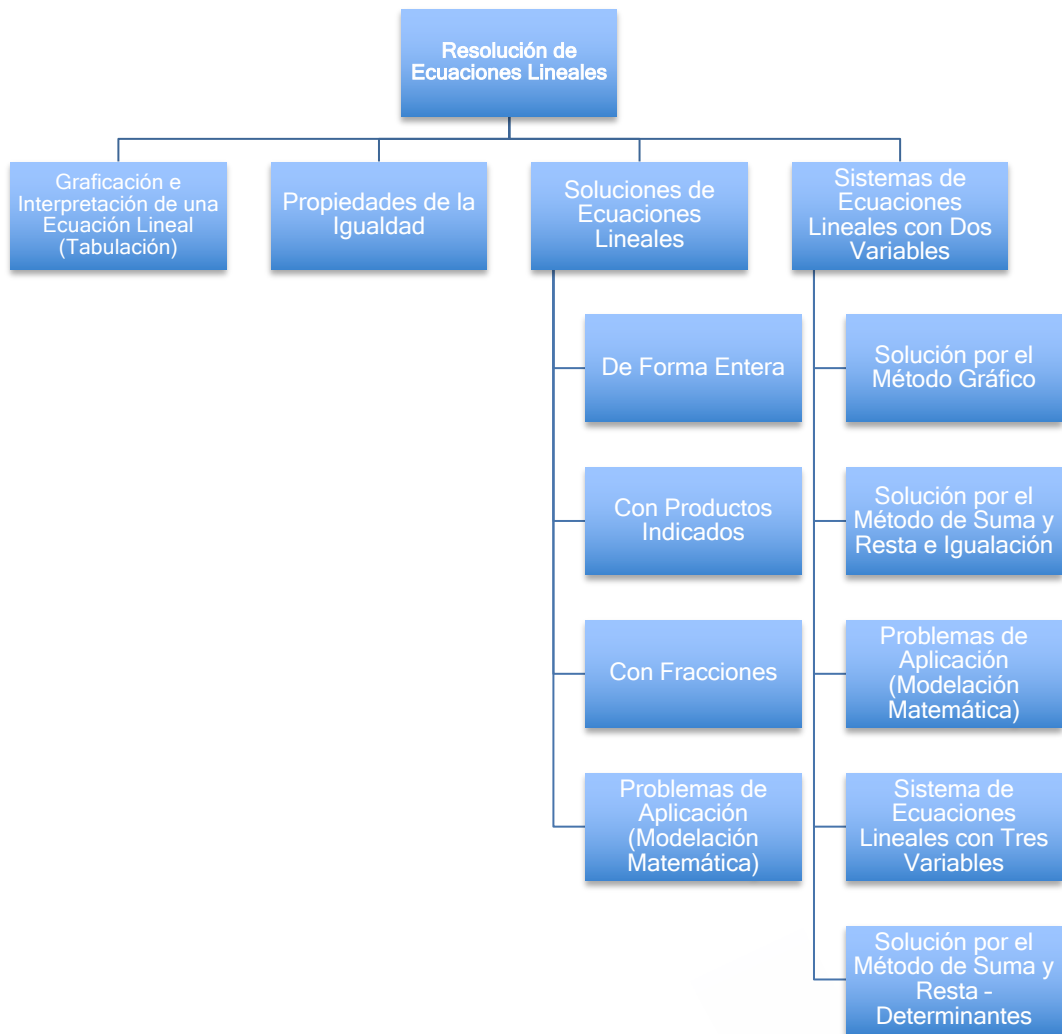 Resolución de
Ecuaciones Lineales
Graficación e
Interpretación de una
Ecuación Lineal
(Tabulación)
Propiedades de la
Igualdad
Soluciones de
Ecuaciones
Lineales
De Forma Entera
Con Productos
Indicados
Con Fracciones
Problemas de
Aplicación
(Modelación
Matemática)
Sistemas de
Ecuaciones
Lineales con Dos
Variables
Solución por el
Método Gráfico
Solución por el
Método de Suma y
Resta e Igualación
Problemas de
Aplicación
(Modelación
Matemática)
Sistema de
Ecuaciones
Lineales con Tres
Variables
Solución por el
Método de Suma y
Resta -
Determinantes